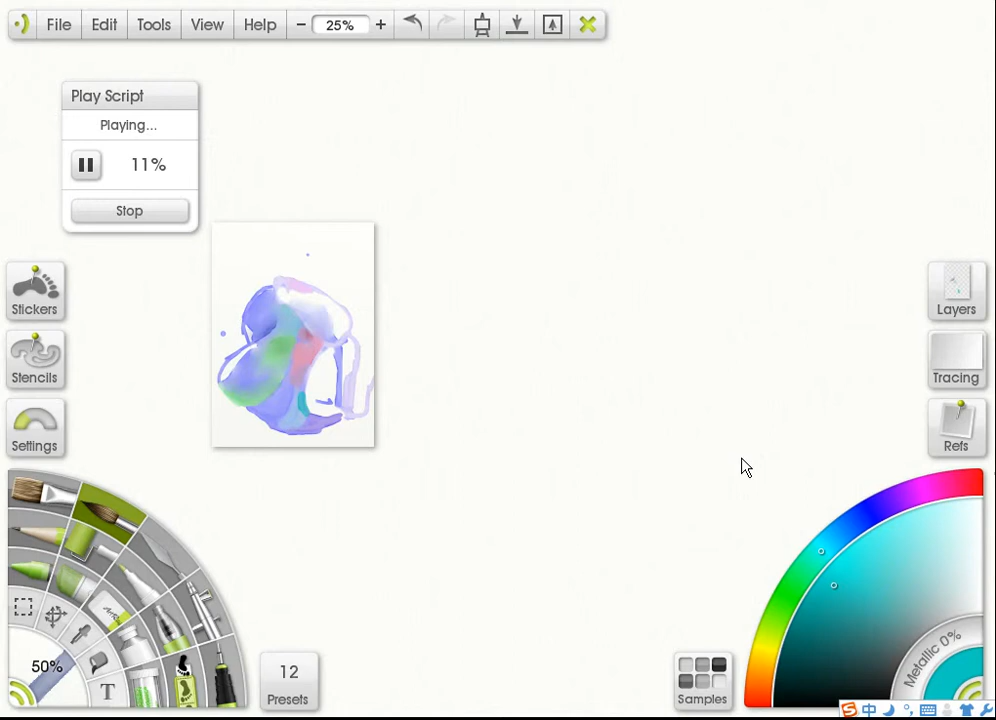 File Edit Tools View Help − 25% +
Play Script
Playing...
11%
Stop
Stickers
Layers
Stencils
Tracing
Settings
Refs
50%
T
12
Presets
Samples
Metallic 0%
中